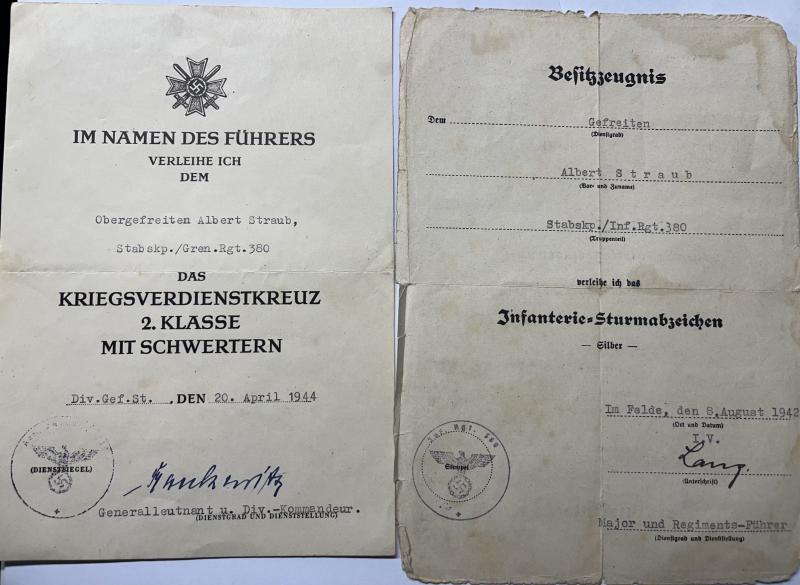 IM NAMEN DES FÜHRERS
VERLEIHE ICH
DEM
Obergefreiten Albert Straub,
Stabskp./Gren.Rgt.380
DAS
KRIEGSVERDIENSTKREUZ
2. KLASSE
MIT SCHWERTERN
Div.Gef.St. , DEN 20. April 1944
(DIENSTSIEGEL)
Generalleutnant u. Div.-Kommandeur.
(DIENSTGRAD UND DIENSTSTELLUNG)
Besitzzeugnis
Dem Gefreiten
(Dienstgrad)
Albert Straub
(Vor- und Zuname)
Stabskp./Inf.Rgt.380
(Truppenteil)
verleihe ich das
Infanterie-Sturmabzeichen
— Silber —
Im Felde, den 8.August 1942
(Ort und Datum)
I.V.
Lang.
(Unterschrift)
Inf. Rgt.
Stempel
Major und Regiments-Führer
(Dienstgrad und Dienststellung)